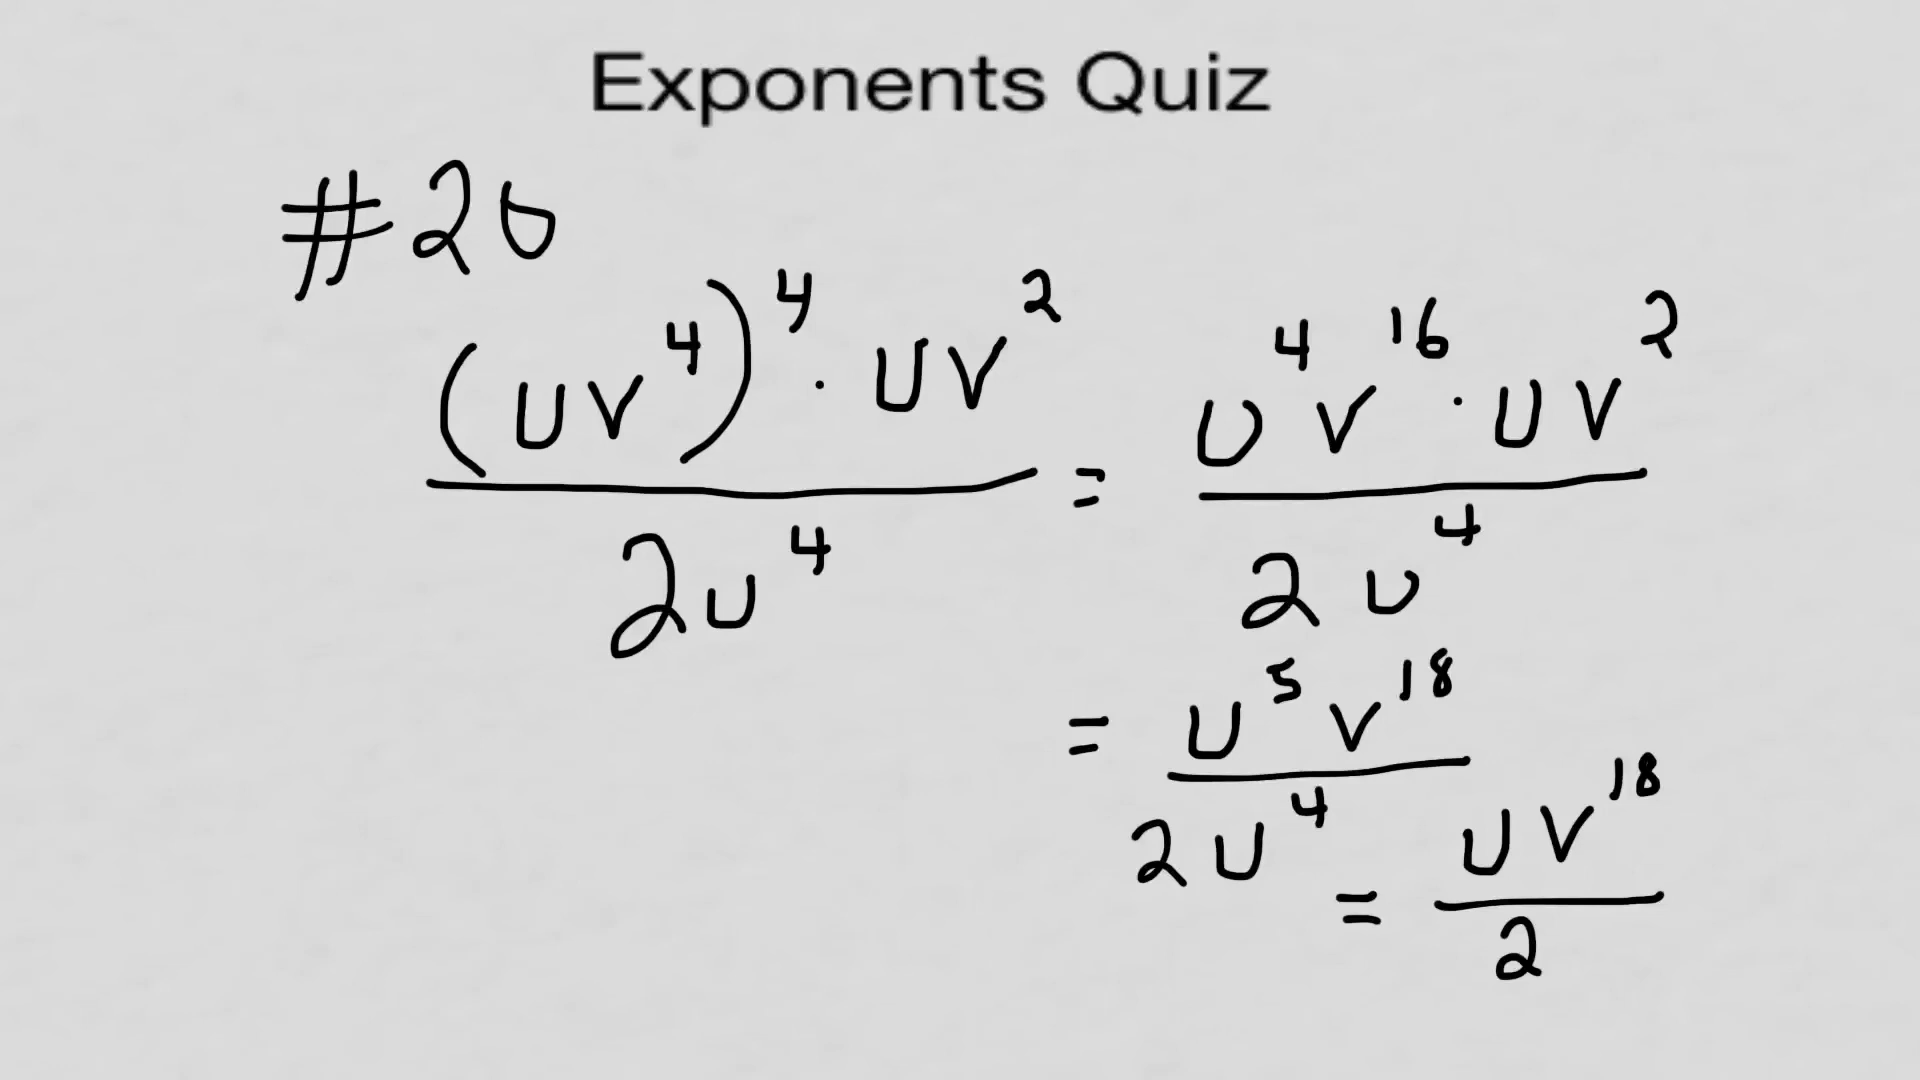 Exponents Quiz
#20
(UV⁴)⁴ · UV² / 2U⁴ = U⁴V¹⁶ · UV² / 2U⁴
= U⁵V¹⁸ / 2U⁴
= UV¹⁸ / 2